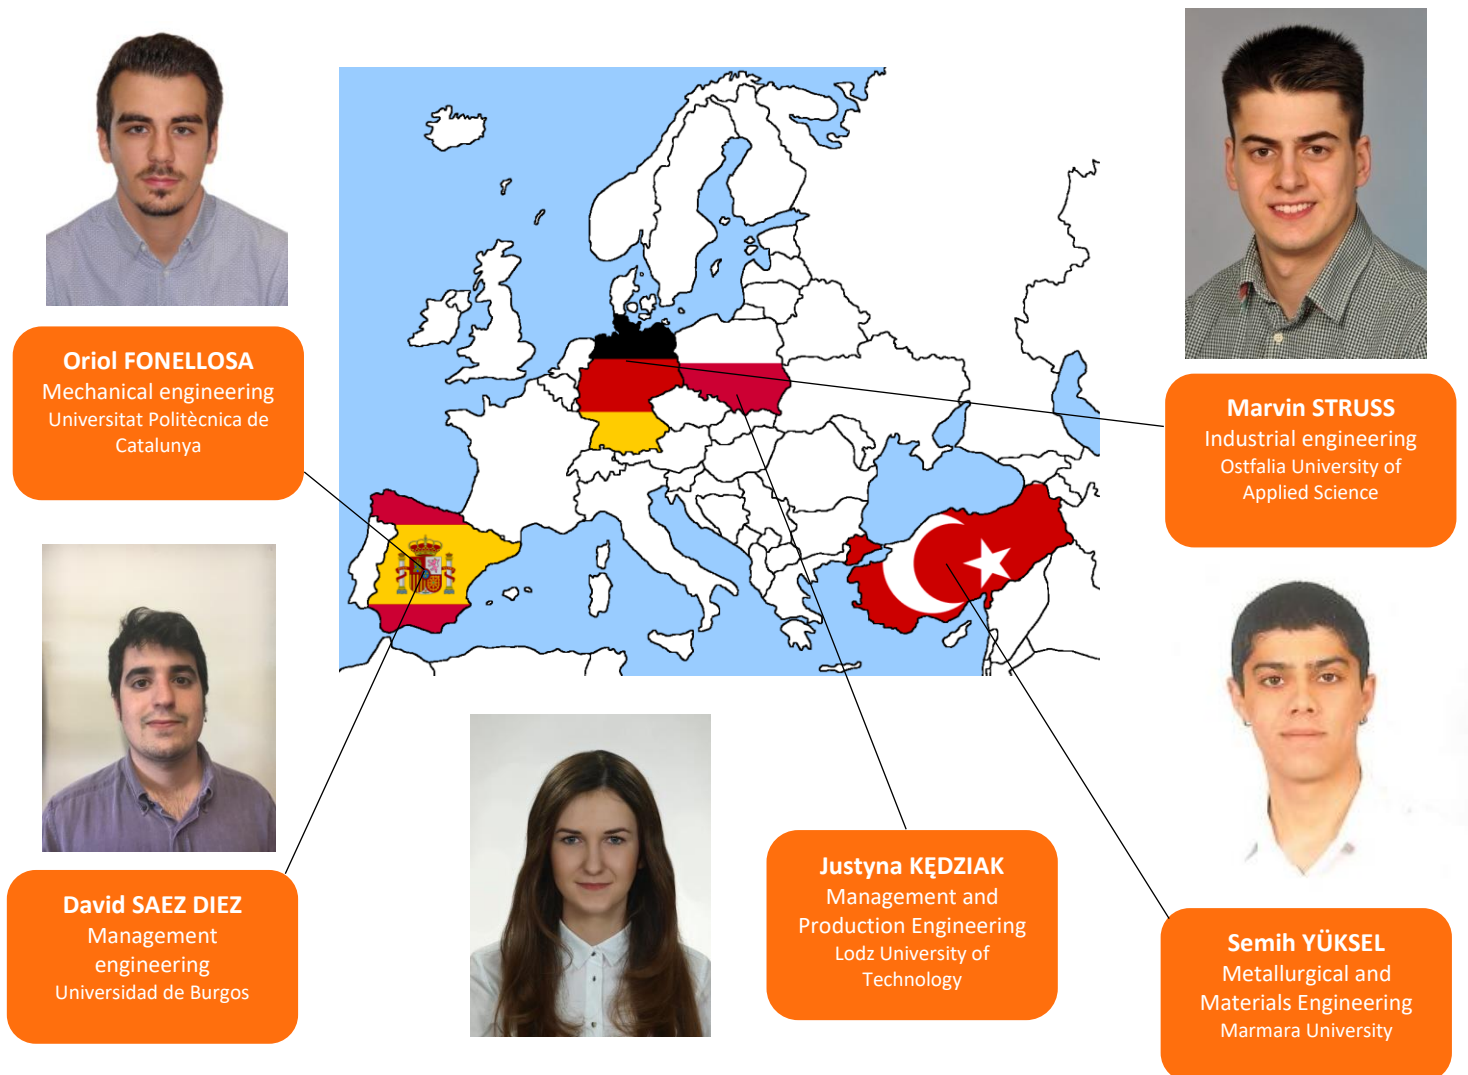 Oriol FONELLOSA
Mechanical engineering
Universitat Politècnica de
Catalunya
Marvin STRUSS
Industrial engineering
Ostfalia University of
Applied Science
David SAEZ DIEZ
Management
engineering
Universidad de Burgos
Justyna KĘDZIAK
Management and
Production Engineering
Lodz University of
Technology
Semih YÜKSEL
Metallurgical and
Materials Engineering
Marmara University